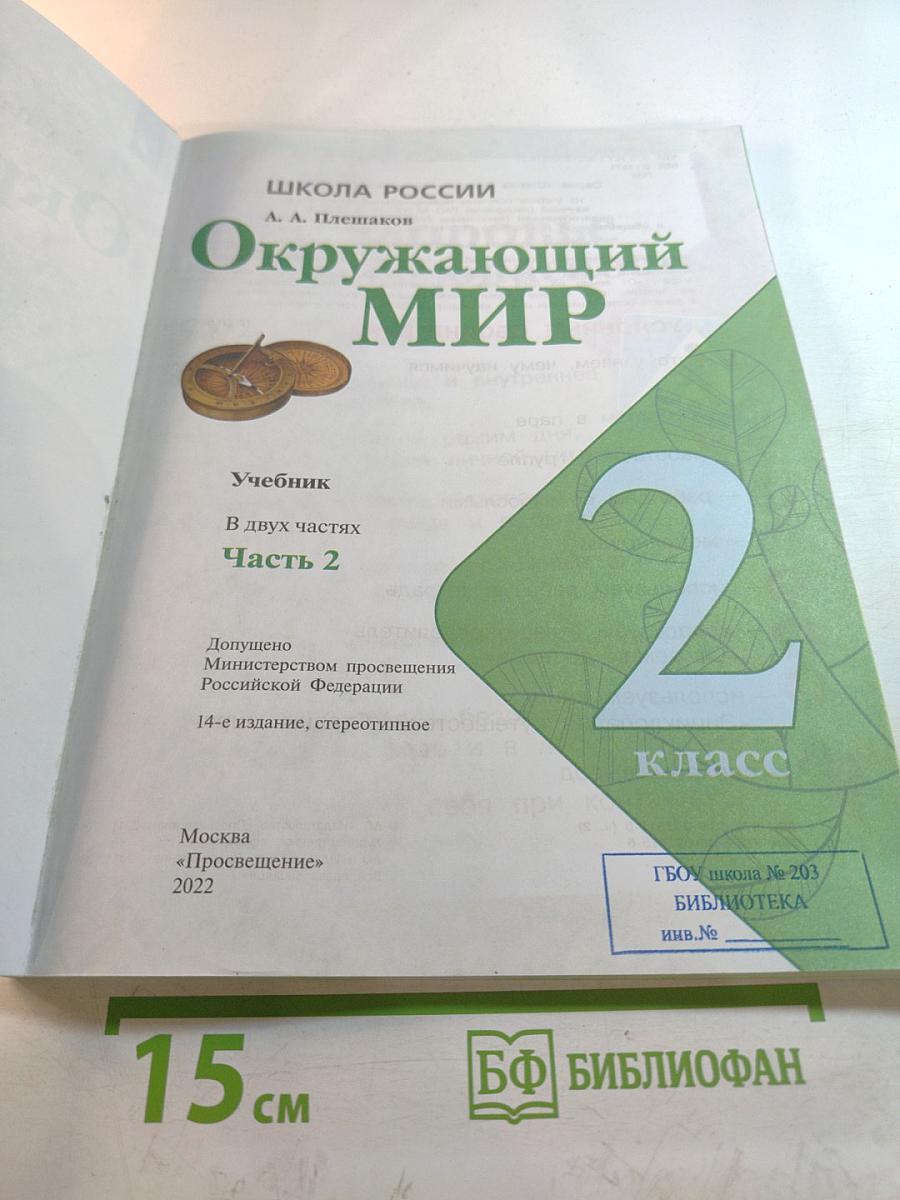 ШКОЛА РОССИИ
А. А. Плешаков
Окружающий
МИР
Учебник
В двух частях
Часть 2
2
класс
Допущено
Министерством просвещения
Российской Федерации
14-е издание, стереотипное
Москва
«Просвещение»
2022
ГБОУ школа № 203
БИБЛИОТЕКА
инв.№
15 см
БФ БИБЛИОФАН